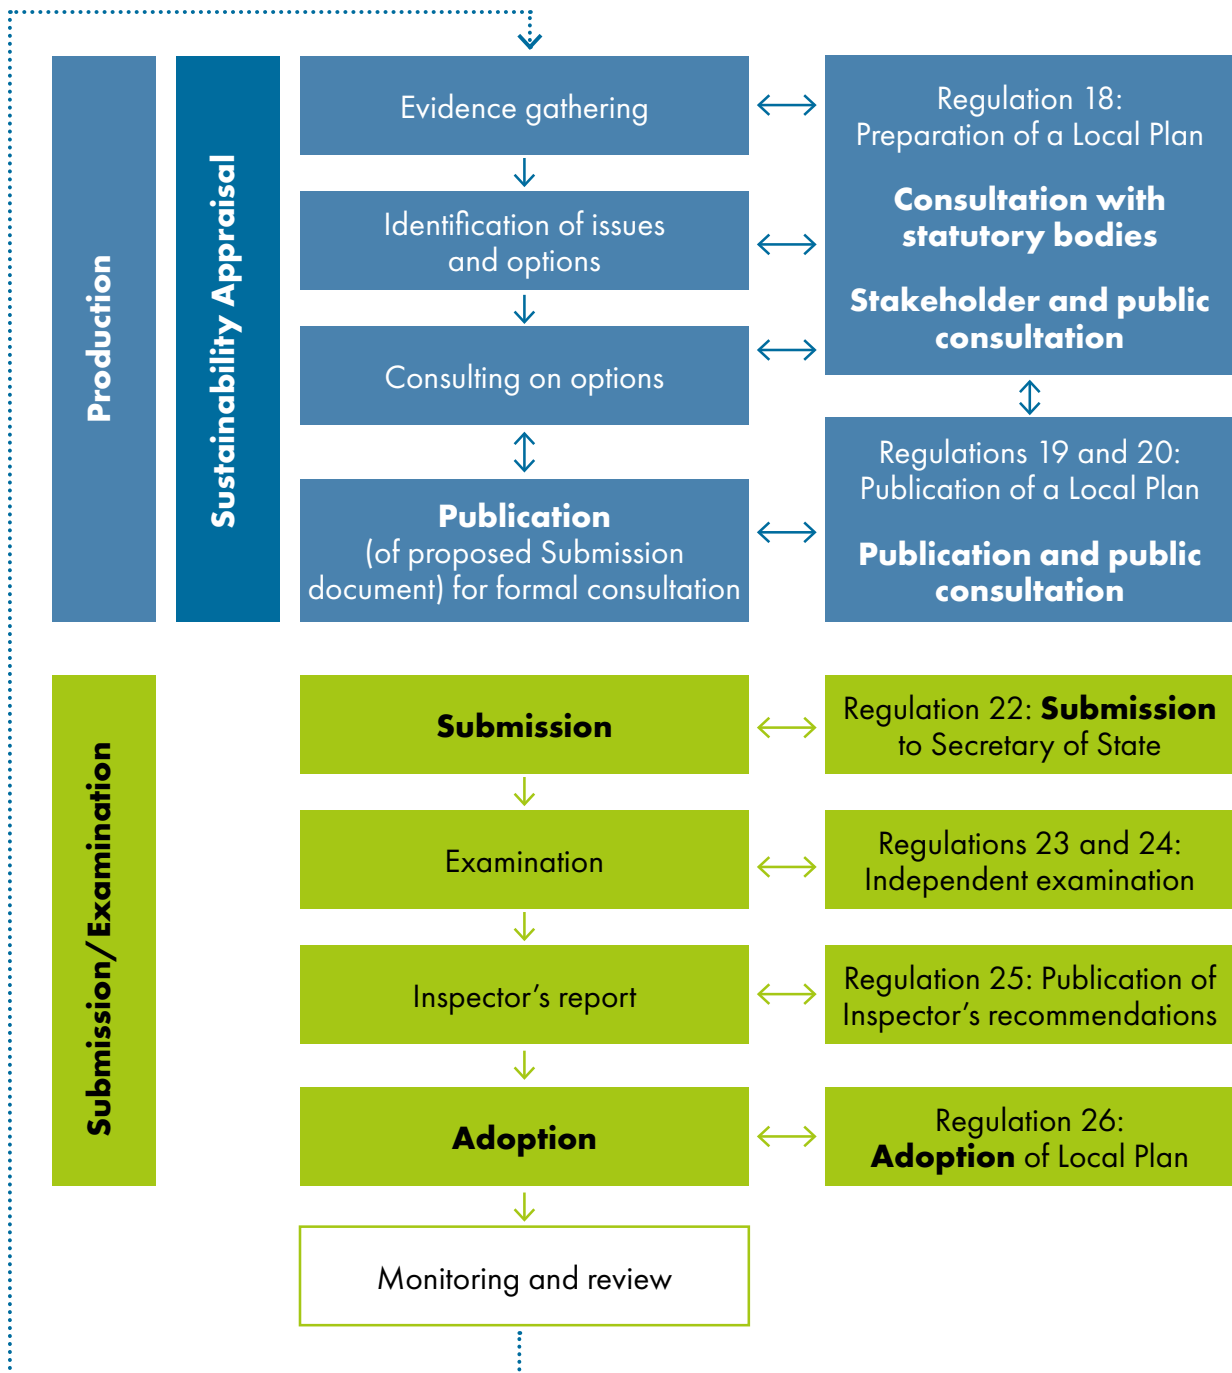 Production
Sustainability Appraisal
Evidence gathering
Identification of issues
and options
Consulting on options
Publication
(of proposed Submission
document) for formal consultation
Regulation 18:
Preparation of a Local Plan
Consultation with
statutory bodies
Stakeholder and public
consultation
Regulations 19 and 20:
Publication of a Local Plan
Publication and public
consultation
Submission/Examination
Submission
Regulation 22: Submission
to Secretary of State
Examination
Regulations 23 and 24:
Independent examination
Inspector’s report
Regulation 25: Publication of
Inspector’s recommendations
Adoption
Regulation 26:
Adoption of Local Plan
Monitoring and review